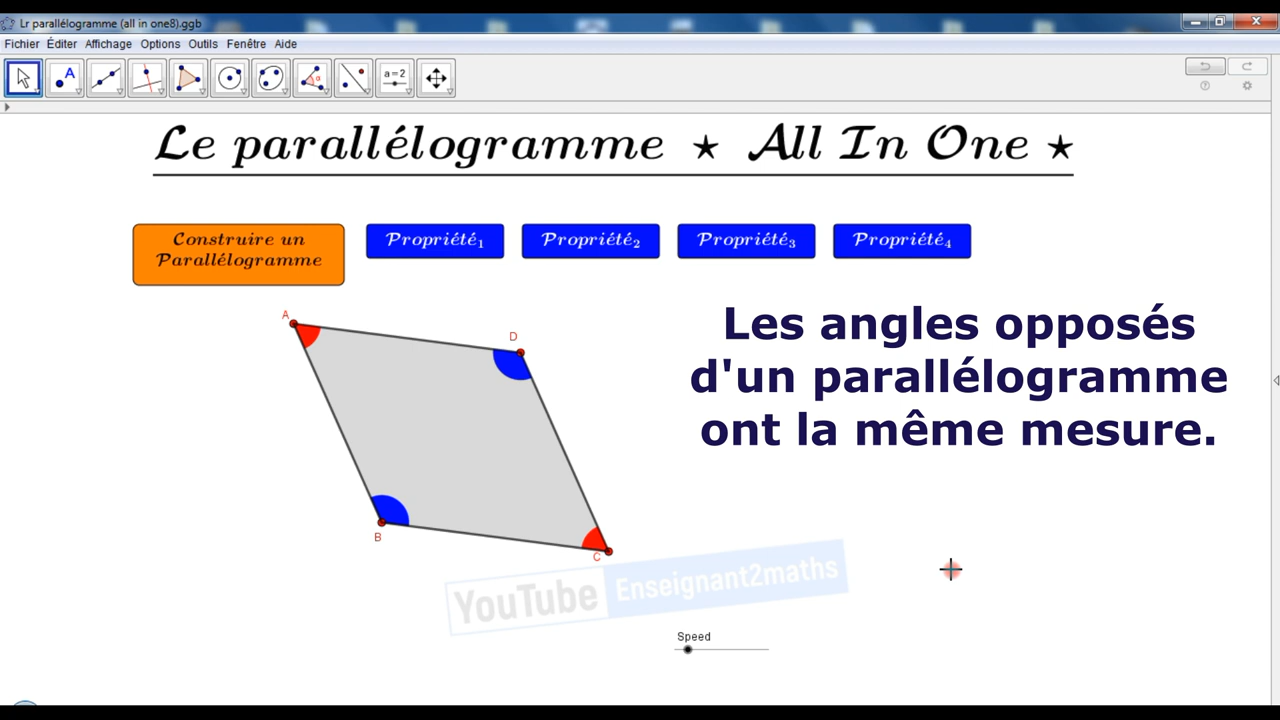 Lr parallélogramme (all in one8).ggb
Fichier Éditer Affichage Options Outils Fenêtre Aide
A
α
a=2
Le parallélogramme ★ All In One ★
Construire un
Parallélogramme
Propriété₁
Propriété₂
Propriété₃
Propriété₄
A
D
B
C
Les angles opposés
d'un parallélogramme
ont la même mesure.
YouTube Enseignant2maths
Speed